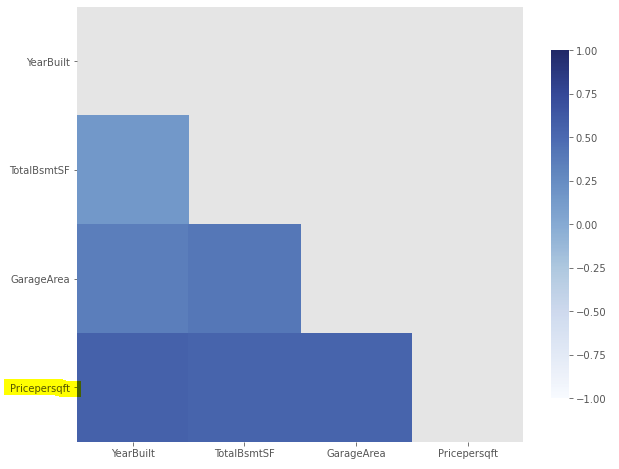 YearBuilt
TotalBsmtSF
GarageArea
Pricepersqft
YearBuilt
TotalBsmtSF
GarageArea
Pricepersqft
1.00
0.75
0.50
0.25
0.00
−0.25
−0.50
−0.75
−1.00